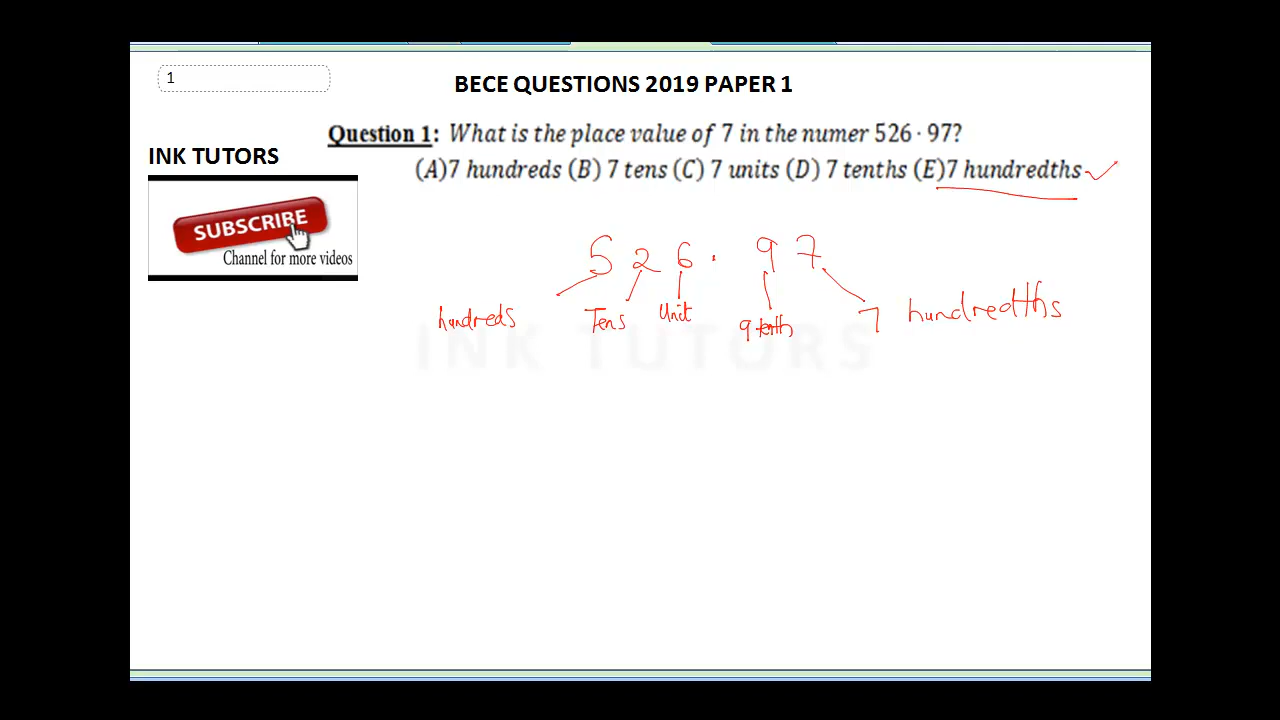 1
BECE QUESTIONS 2019 PAPER 1
Question 1: What is the place value of 7 in the numer 526 · 97?
(A)7 hundreds (B) 7 tens (C) 7 units (D) 7 tenths (E)7 hundredths
INK TUTORS
SUBSCRIBE
Channel for more videos
5 2 6 . 9 7
hundreds Tens Unit 9 tenth 7 hundredths
INK TUTORS